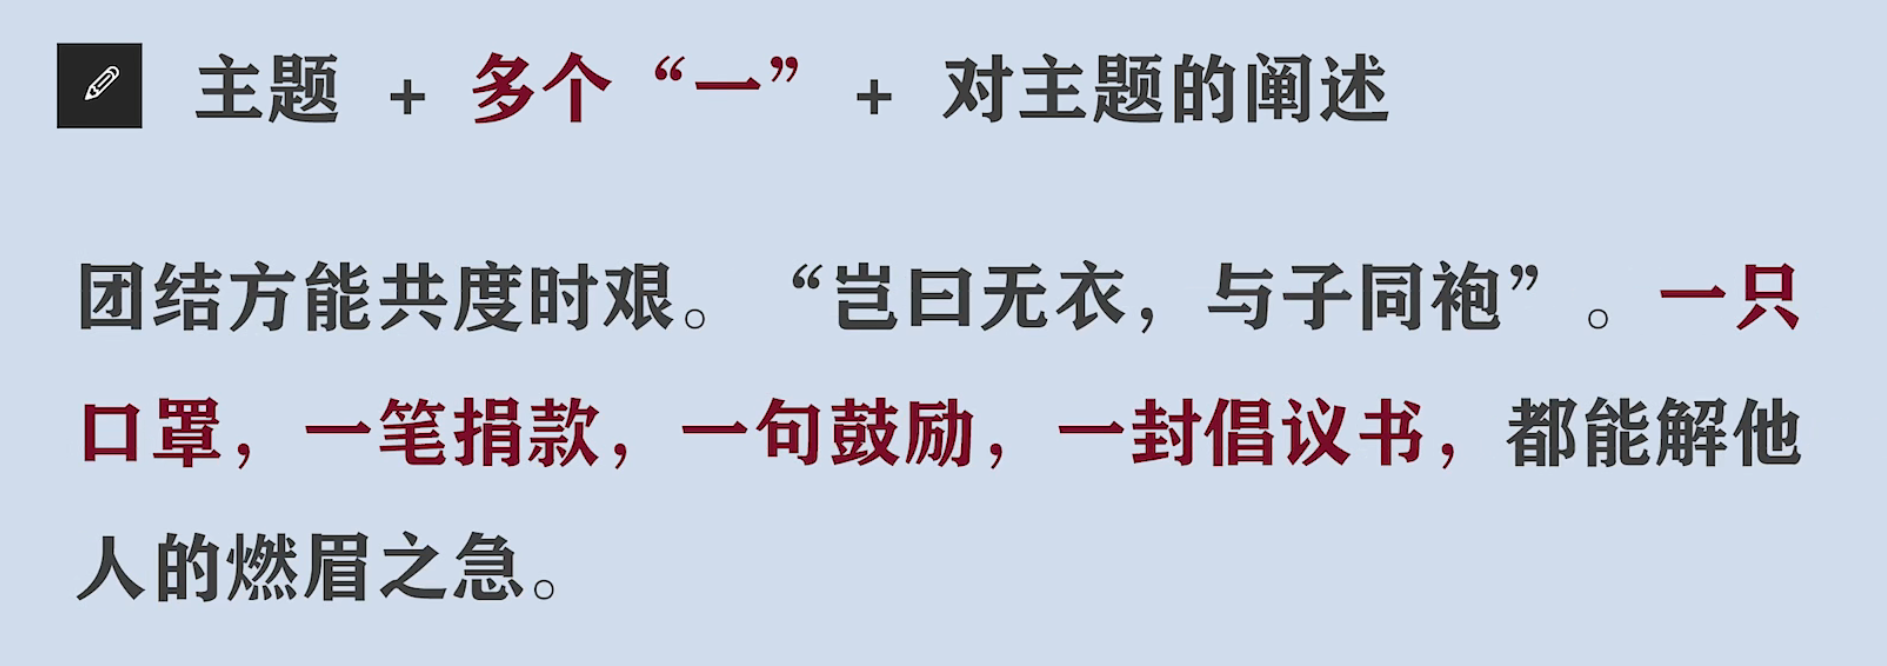 主题 + 多个“一” + 对主题的阐述
团结方能共度时艰。“岂曰无衣，与子同袍”。一只
口罩，一笔捐款，一句鼓励，一封倡议书，都能解他
人的燃眉之急。